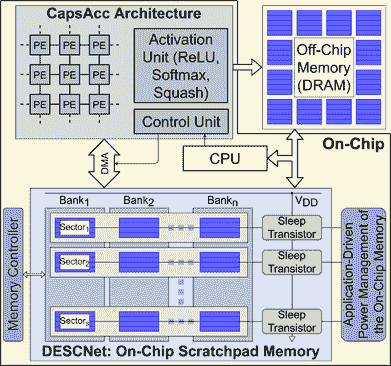 CapsAcc Architecture
PE PE PE
PE PE PE
PE PE PE
Activation
Unit (ReLU,
Softmax,
Squash)
Control Unit
Off-Chip
Memory
(DRAM)
On-Chip
CPU
DMA
Bank1
Bank2
Bankn
VDD
Sector1
Sector2
Sectors
Sleep
Transistor
Sleep
Transistor
Sleep
Transistor
Memory Controller
Application-Driven
Power Management of
the On-Chip Memory
DESCNet: On-Chip Scratchpad Memory